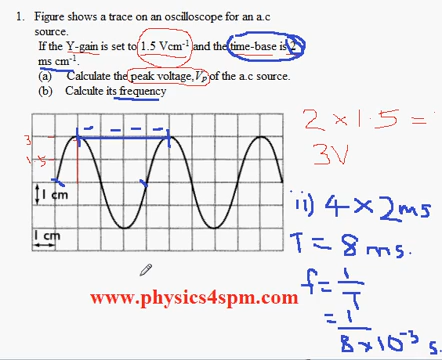 1. Figure shows a trace on an oscilloscope for an a.c
source.
If the Y-gain is set to 1.5 Vcm⁻¹ and the time-base is 2
ms cm⁻¹.
(a) Calculate the peak voltage, Vp of the a.c source.
(b) Calculte its frequency
2 × 1.5 =
3V
3
1.5
1 cm
1 cm
ii) 4 × 2ms
T = 8 ms.
f = 1/T
= 1/8 × 10⁻³ s.
www.physics4spm.com